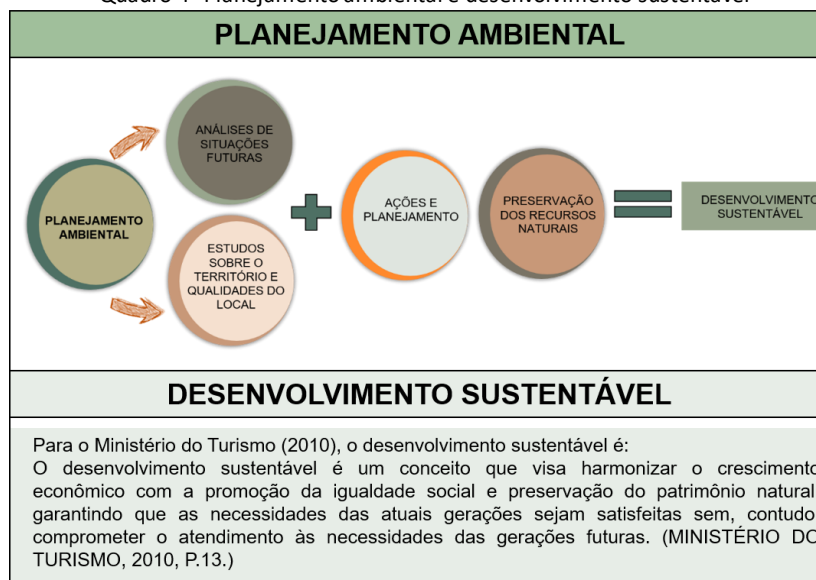 PLANEJAMENTO AMBIENTAL
ANÁLISES DE
SITUAÇÕES
FUTURAS
PLANEJAMENTO
AMBIENTAL
ESTUDOS
SOBRE O
TERRITÓRIO E
QUALIDADES DO
LOCAL
AÇÕES E
PLANEJAMENTO
PRESERVAÇÃO
DOS RECURSOS
NATURAIS
DESENVOLVIMENTO
SUSTENTÁVEL
DESENVOLVIMENTO SUSTENTÁVEL
Para o Ministério do Turismo (2010), o desenvolvimento sustentável é:
O desenvolvimento sustentável é um conceito que visa harmonizar o crescimento
econômico com a promoção da igualdade social e preservação do patrimônio natural
garantindo que as necessidades das atuais gerações sejam satisfeitas sem, contudo
comprometer o atendimento às necessidades das gerações futuras. (MINISTÉRIO DO
TURISMO, 2010, P.13.)